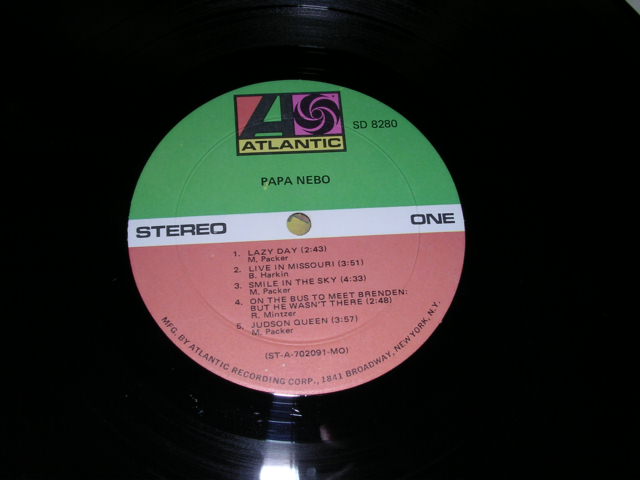 ATLANTIC
SD 8280
PAPA NEBO
STEREO
ONE
1. LAZY DAY (2:43)
M. Packer
2. LIVE IN MISSOURI (3:51)
B. Harkin
3. SMILE IN THE SKY (4:33)
M. Packer
4. ON THE BUS TO MEET BRENDEN:
BUT HE WASN'T THERE (2:48)
R. Mintzer
5. JUDSON QUEEN (3:57)
M. Packer
(ST-A-702091-MO)
MFG. BY ATLANTIC RECORDING CORP., 1841 BROADWAY, NEW YORK, N.Y.